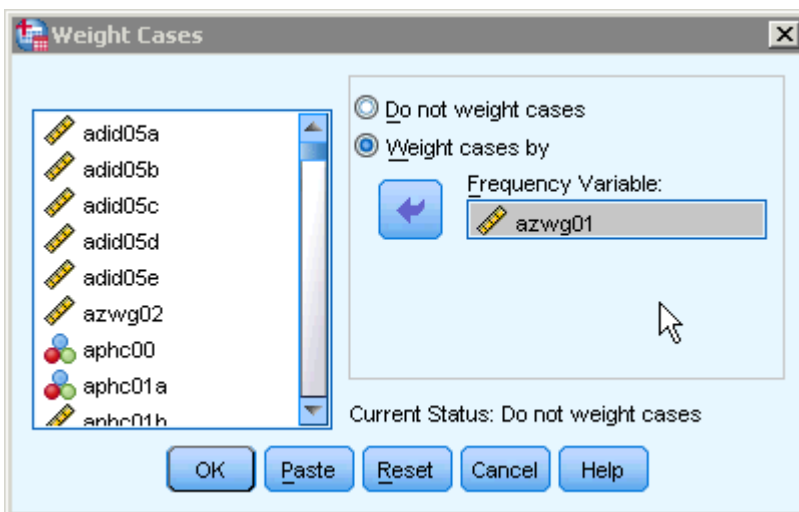 Weight Cases
adid05a
adid05b
adid05c
adid05d
adid05e
azwg02
aphc00
aphc01a
aphc01b
Do not weight cases
Weight cases by
Frequency Variable:
azwg01
Current Status: Do not weight cases
OK Paste Reset Cancel Help